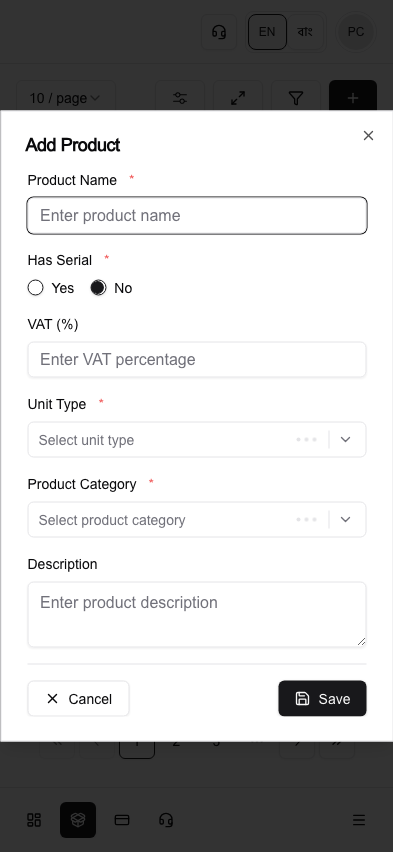 EN বাং PC
10 / page
Add Product
Product Name *
Enter product name
Has Serial *
Yes No
VAT (%)
Enter VAT percentage
Unit Type *
Select unit type
Product Category *
Select product category
Description
Enter product description
Cancel Save
1 2